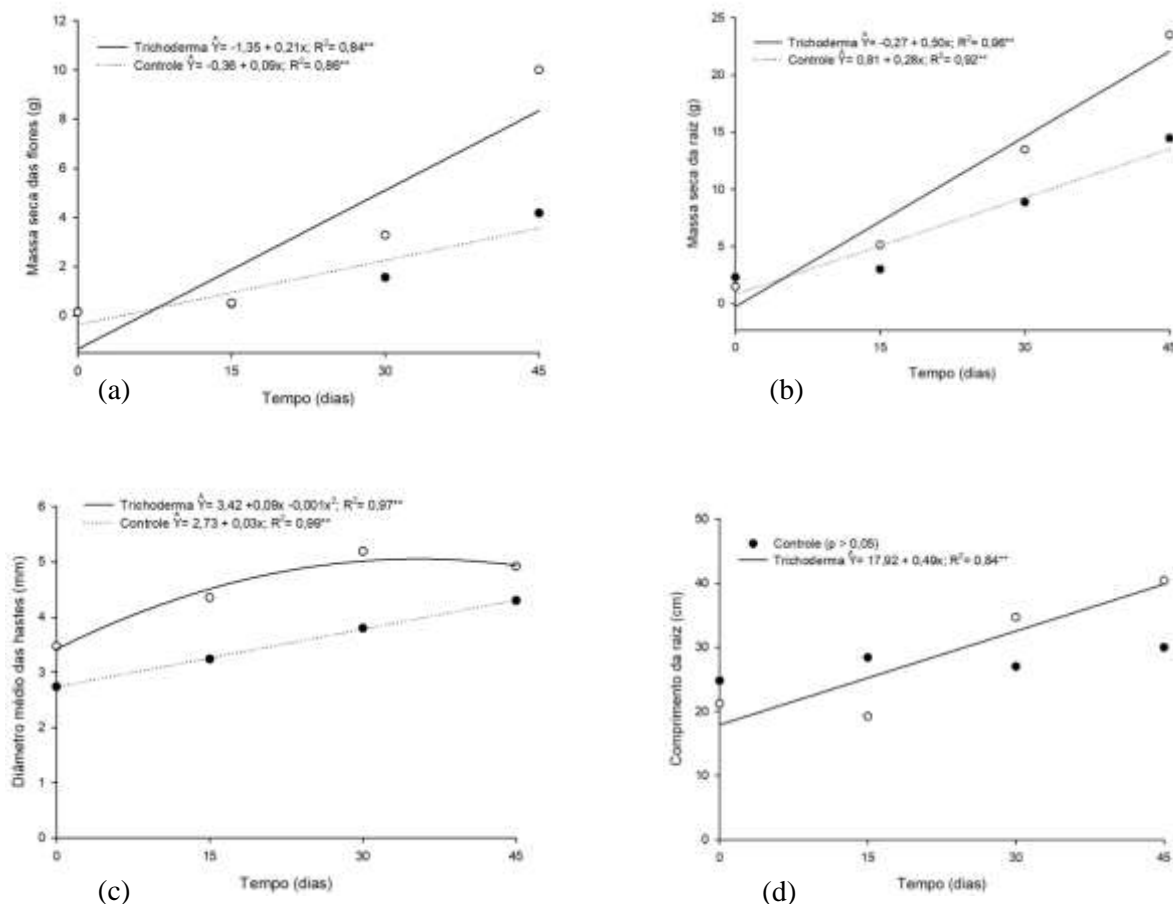 12
10
8
6
4
2
0
Massa seca das flores (g)
Trichoderma Ŷ= -1,35 + 0,21x; R²= 0,84**
Controle Ŷ= -0,36 + 0,09x; R²= 0,86**
0 15 30 45
Tempo (dias)
(a)
25
20
15
10
5
0
Massa seca da raiz (g)
Trichoderma Ŷ= -0,27 + 0,50x; R²= 0,96**
Controle Ŷ= 0,81 + 0,28x; R²= 0,92**
0 15 30 45
Tempo (dias)
(b)
6
5
4
3
2
1
0
Diâmetro médio das hastes (mm)
Trichoderma Ŷ= 3,42 +0,09x -0,001x²; R²= 0,97**
Controle Ŷ= 2,73 + 0,03x; R²= 0,99**
0 15 30 45
Tempo (dias)
(c)
50
40
30
20
10
0
Comprimento da raiz (cm)
Controle (p > 0,05)
Trichoderma Ŷ= 17,92 + 0,49x; R²= 0,84**
0 15 30 45
Tempo (dias)
(d)